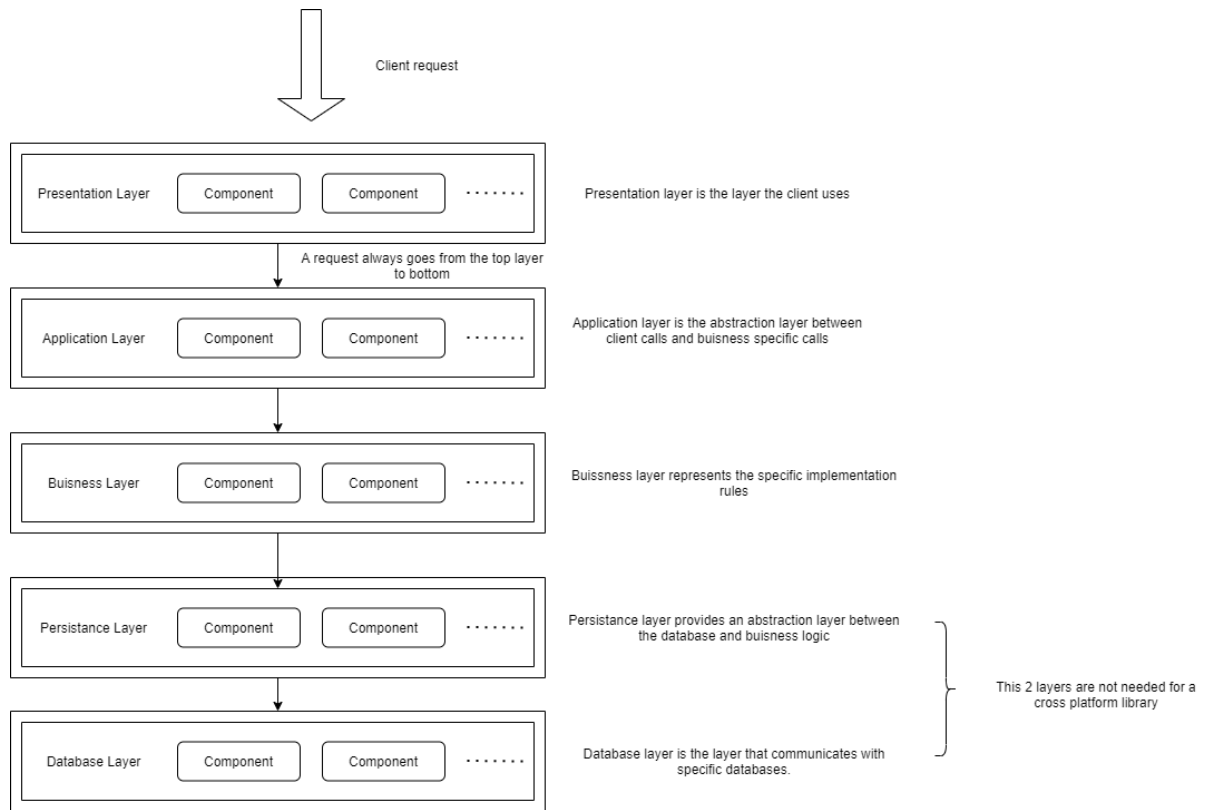 Client request
Presentation Layer
Component
Component
.......
Presentation layer is the layer the client uses
A request always goes from the top layer
to bottom
Application Layer
Component
Component
.......
Application layer is the abstraction layer between
client calls and buisness specific calls
Buisness Layer
Component
Component
.......
Buissness layer represents the specific implementation
rules
Persistance Layer
Component
Component
.......
Persistance layer provides an abstraction layer between
the database and buisness logic
This 2 layers are not needed for a
cross platform library
Database Layer
Component
Component
.......
Database layer is the layer that communicates with
specific databases.